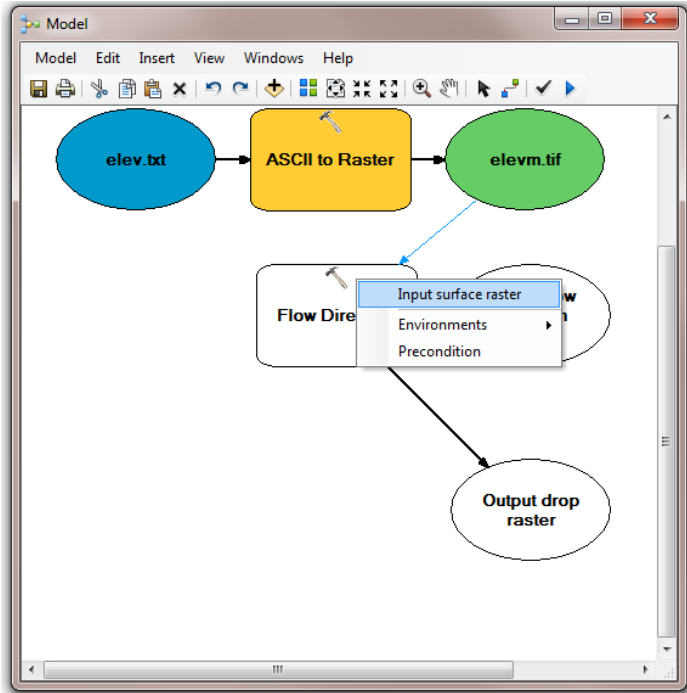 Model
Model Edit Insert View Windows Help
elev.txt
ASCII to Raster
elevm.tif
Input surface raster
Flow Dire
Environments
Precondition
Output drop
raster